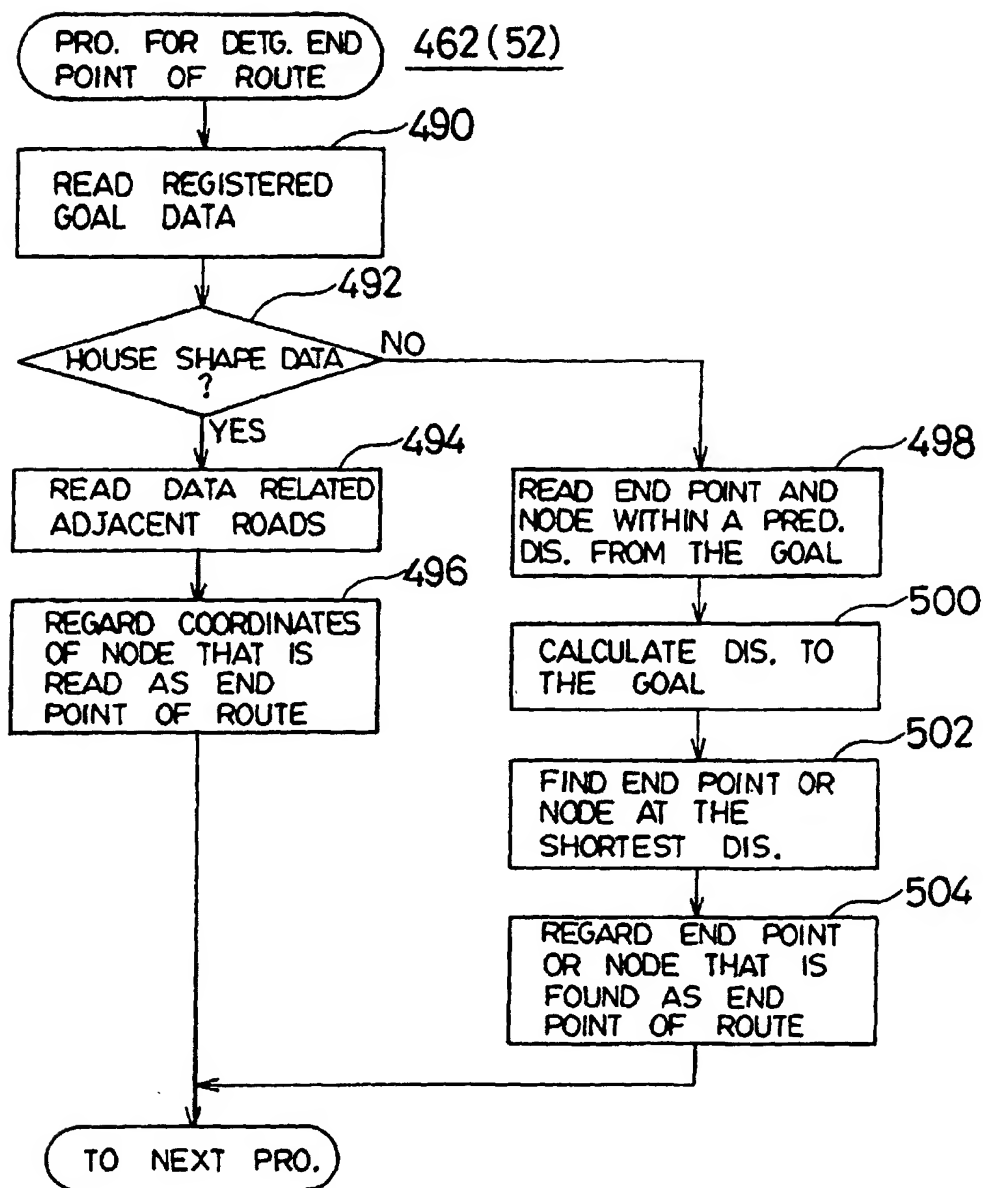 PRO. FOR DETG. END
POINT OF ROUTE
462(52)
490
READ REGISTERED
GOAL DATA
492
HOUSE SHAPE DATA
?
NO
YES
494
READ DATA RELATED
ADJACENT ROADS
496
REGARD COORDINATES
OF NODE THAT IS
READ AS END
POINT OF ROUTE
498
READ END POINT AND
NODE WITHIN A PRED.
DIS. FROM THE GOAL
500
CALCULATE DIS. TO
THE GOAL
502
FIND END POINT OR
NODE AT THE
SHORTEST DIS.
504
REGARD END POINT
OR NODE THAT IS
FOUND AS END
POINT OF ROUTE
TO NEXT PRO.